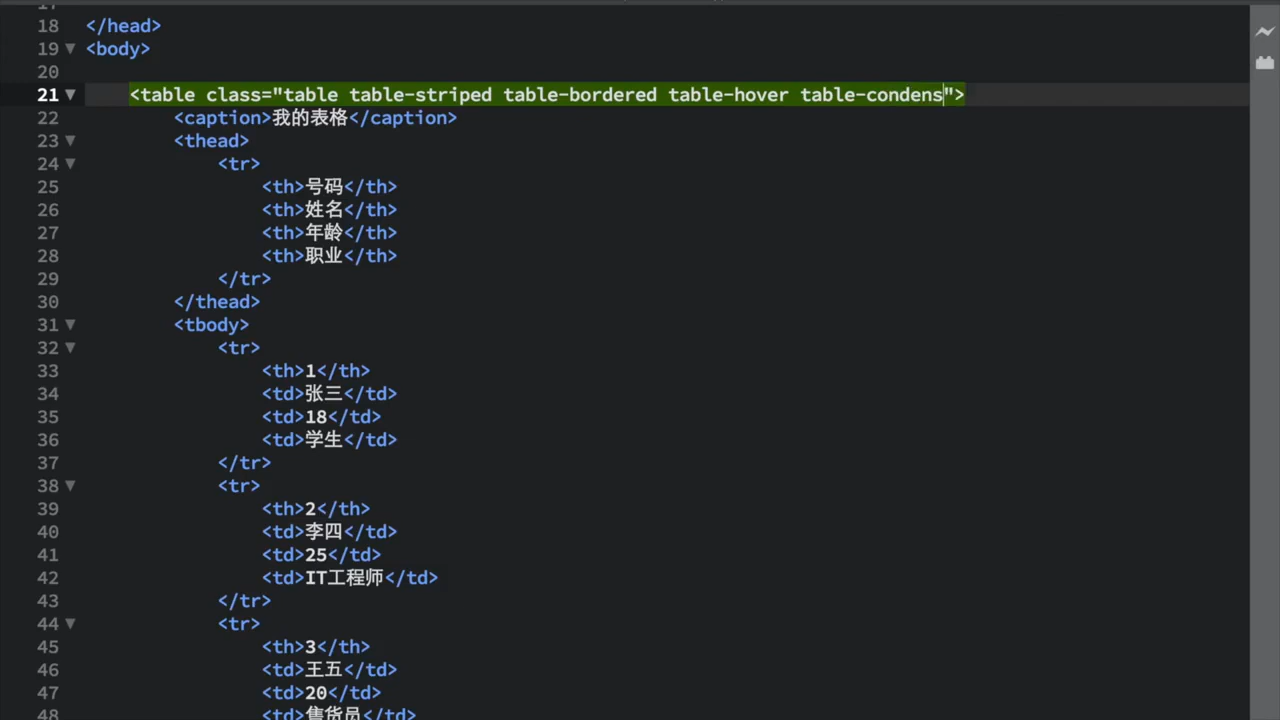 18 </head>
19 <body>
20
21 <table class="table table-striped table-bordered table-hover table-condens">
22 <caption>我的表格</caption>
23 <thead>
24 <tr>
25 <th>号码</th>
26 <th>姓名</th>
27 <th>年龄</th>
28 <th>职业</th>
29 </tr>
30 </thead>
31 <tbody>
32 <tr>
33 <th>1</th>
34 <td>张三</td>
35 <td>18</td>
36 <td>学生</td>
37 </tr>
38 <tr>
39 <th>2</th>
40 <td>李四</td>
41 <td>25</td>
42 <td>IT工程师</td>
43 </tr>
44 <tr>
45 <th>3</th>
46 <td>王五</td>
47 <td>20</td>
48 <td>售货员</td>